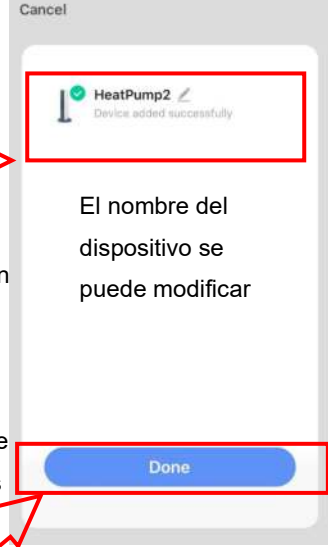 Cancel
HeatPump2
Device added successfully
El nombre del
dispositivo se
puede modificar
Done